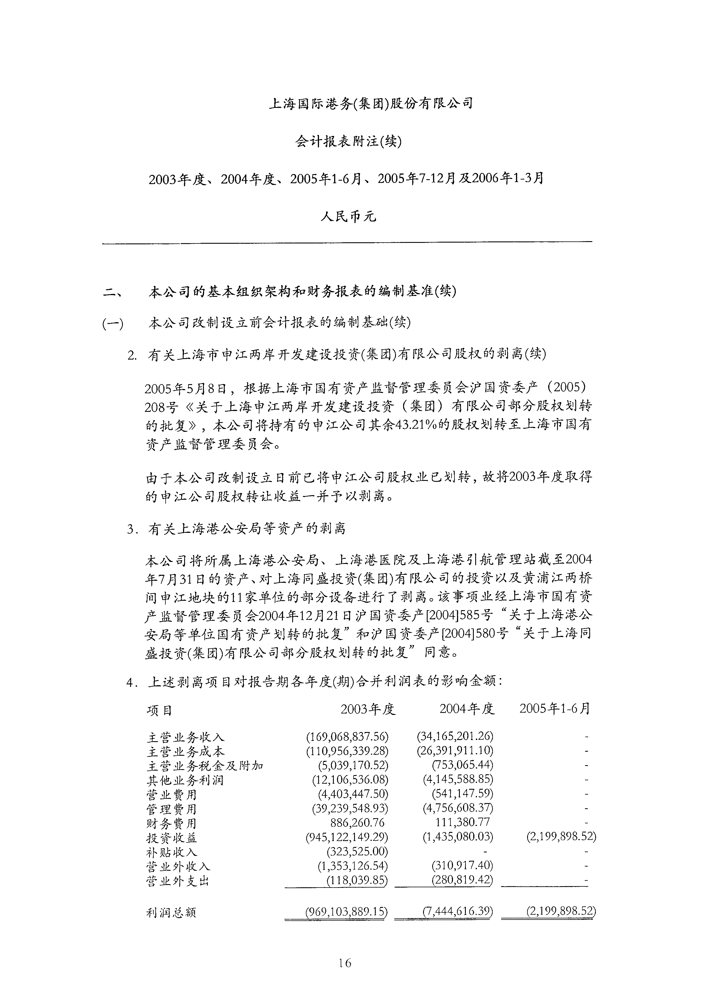 上海国际港务(集团)股份有限公司
会计报表附注(续)
2003年度、2004年度、2005年1-6月、2005年7-12月及2006年1-3月
人民币元
二、 本公司的基本组织架构和财务报表的编制基准(续)
(一) 本公司改制设立前会计报表的编制基础(续)
2. 有关上海市申江两岸开发建设投资(集团)有限公司股权的剥离(续)
2005年5月8日，根据上海市国有资产监督管理委员会沪国资委产（2005）
208号《关于上海申江两岸开发建设投资（集团）有限公司部分股权划转
的批复》，本公司将持有的申江公司其余43.21%的股权划转至上海市国有
资产监督管理委员会。
由于本公司改制设立日前已将申江公司股权业已划转，故将2003年度取得
的申江公司股权转让收益一并予以剥离。
3. 有关上海港公安局等资产的剥离
本公司将所属上海港公安局、上海港医院及上海港引航管理站截至2004
年7月31日的资产、对上海同盛投资(集团)有限公司的投资以及黄浦江两桥
间申江地块的11家单位的部分设备进行了剥离。该事项业经上海市国有资
产监督管理委员会2004年12月21日沪国资委产[2004]585号“关于上海港公
安局等单位国有资产划转的批复”和沪国资委产[2004]580号“关于上海同
盛投资(集团)有限公司部分股权划转的批复”同意。
4. 上述剥离项目对报告期各年度(期)合并利润表的影响金额：
项目 2003年度 2004年度 2005年1-6月
主营业务收入 (169,068,837.56) (34,165,201.26) -
主营业务成本 (110,956,339.28) (26,391,911.10) -
主营业务税金及附加 (5,039,170.52) (753,065.44) -
其他业务利润 (12,106,536.08) (4,145,588.85) -
营业费用 (4,403,447.50) (541,147.59) -
管理费用 (39,239,548.93) (4,756,608.37) -
财务费用 886,260.76 111,380.77 -
投资收益 (945,122,149.29) (1,435,080.03) (2,199,898.52)
补贴收入 (323,525.00) - -
营业外收入 (1,353,126.54) (310,917.40) -
营业外支出 (118,039.85) (280,819.42) -
利润总额 (969,103,889.15) (7,444,616.39) (2,199,898.52)
16